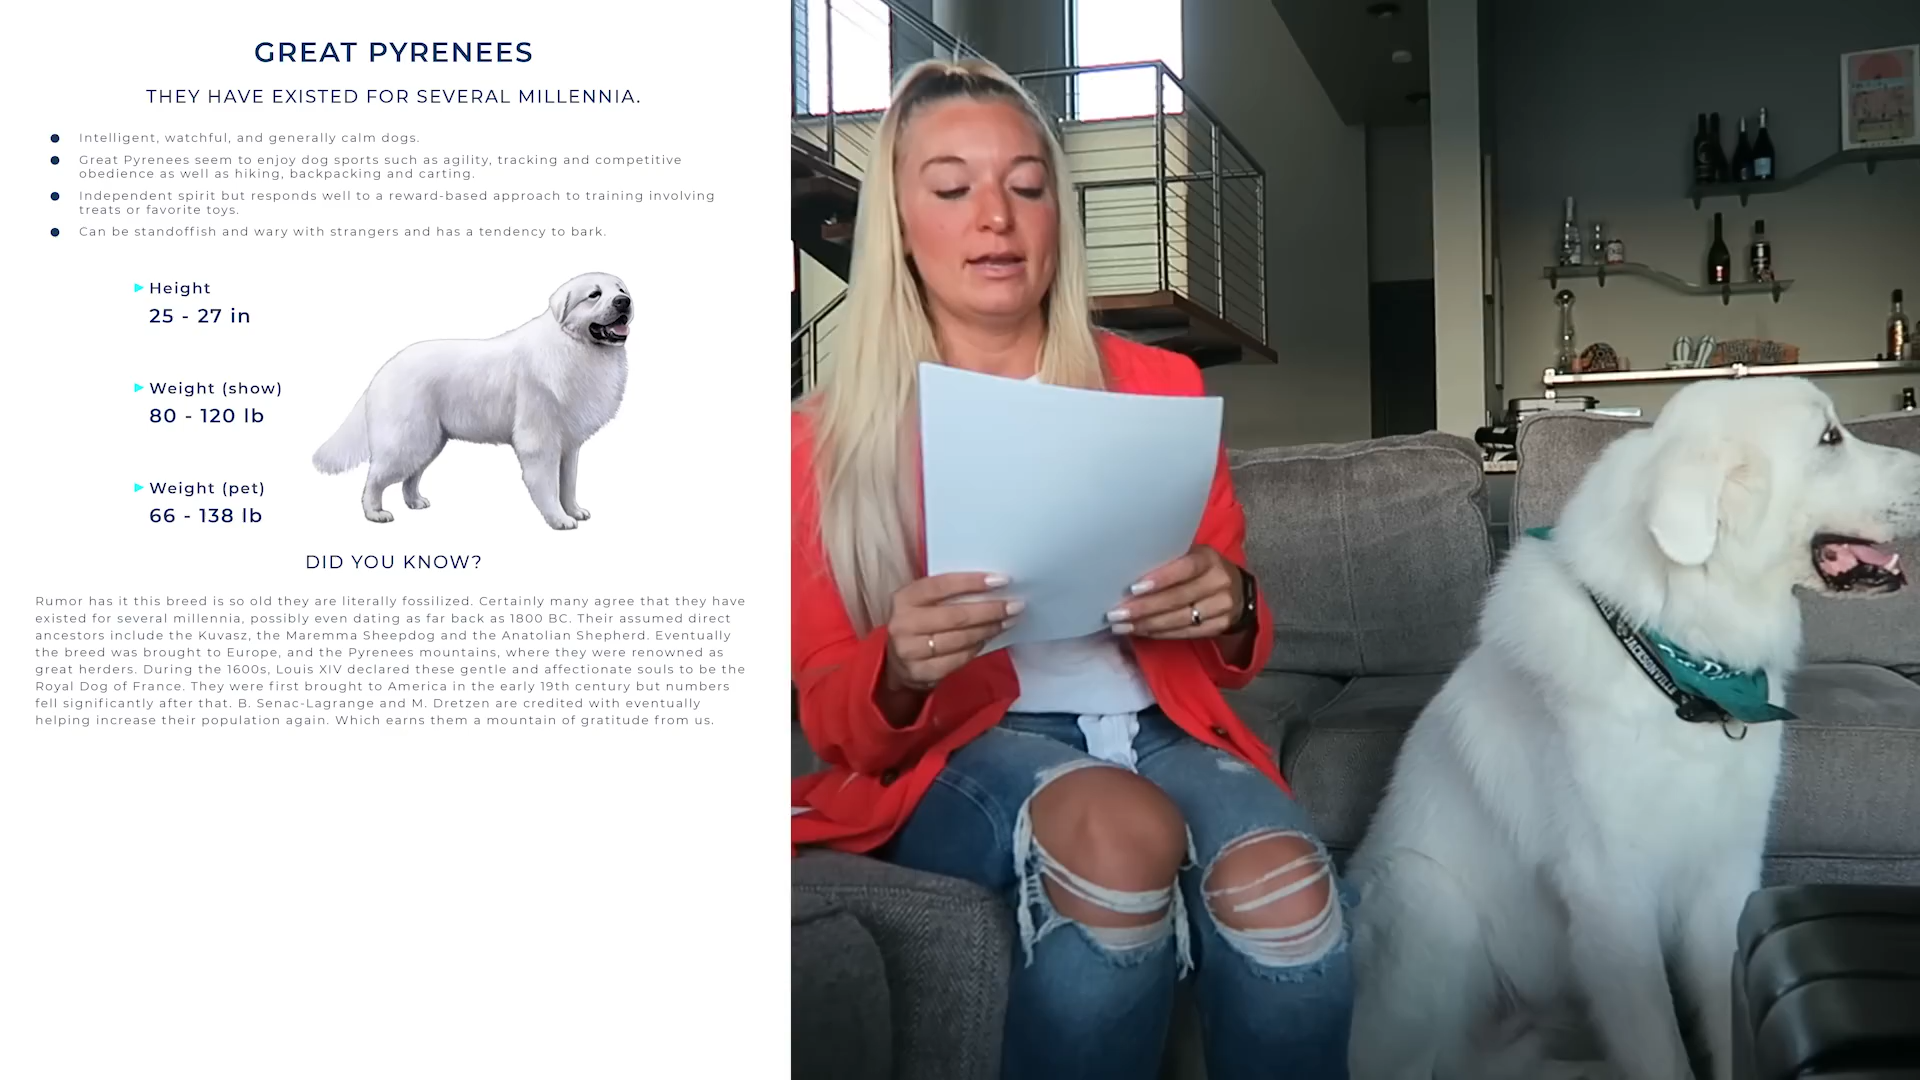 GREAT PYRENEES
THEY HAVE EXISTED FOR SEVERAL MILLENNIA.
Intelligent, watchful, and generally calm dogs.
Great Pyrenees seem to enjoy dog sports such as agility, tracking and competitive
obedience as well as hiking, backpacking and carting.
Independent spirit but responds well to a reward-based approach to training involving
treats or favorite toys.
Can be standoffish and wary with strangers and has a tendency to bark.
Height
25 - 27 in
Weight (show)
80 - 120 lb
Weight (pet)
66 - 138 lb
DID YOU KNOW?
Rumor has it this breed is so old they are literally fossilized. Certainly many agree that they have
existed for several millennia, possibly even dating as far back as 1800 BC. Their assumed direct
ancestors include the Kuvasz, the Maremma Sheepdog and the Anatolian Shepherd. Eventually
the breed was brought to Europe, and the Pyrenees mountains, where they were renowned as
great herders. During the 1600s, Louis XIV declared these gentle and affectionate souls to be the
Royal Dog of France. They were first brought to America in the early 19th century but numbers
fell significantly after that. B. Senac-Lagrange and M. Dretzen are credited with eventually
helping increase their population again. Which earns them a mountain of gratitude from us.